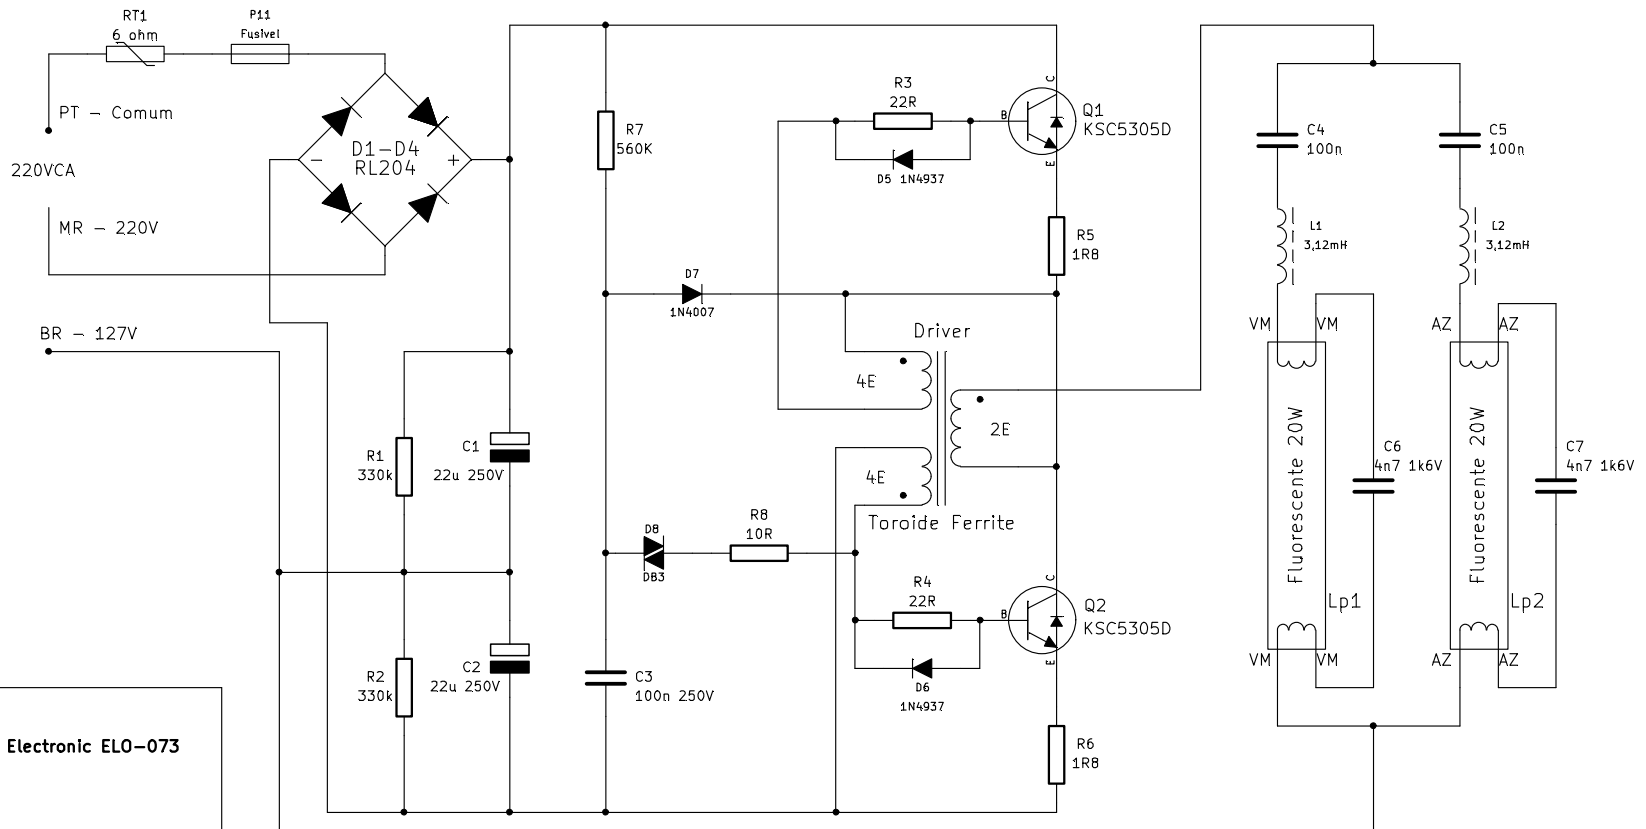 RT1
6 ohm
P11
Fusivel
PT - Comum
220VCA
MR - 220V
BR - 127V
D1-D4
RL204
-
+
R1
330k
C1
22u 250V
R2
330k
C2
22u 250V
Electronic ELO-073
R7
560K
D7
1N4007
D8
DB3
R8
10R
C3
100n 250V
R3
22R
D5 1N4937
B
C
E
Q1
KSC5305D
R5
1R8
Driver
4E
2E
4E
Toroide Ferrite
R4
22R
D6
1N4937
B
C
E
Q2
KSC5305D
R6
1R8
C4
100n
C5
100n
L1
3,12mH
L2
3,12mH
VM
VM
AZ
AZ
Fluorescente 20W
C6
4n7 1k6V
Fluorescente 20W
C7
4n7 1k6V
Lp1
Lp2
VM
VM
AZ
AZ